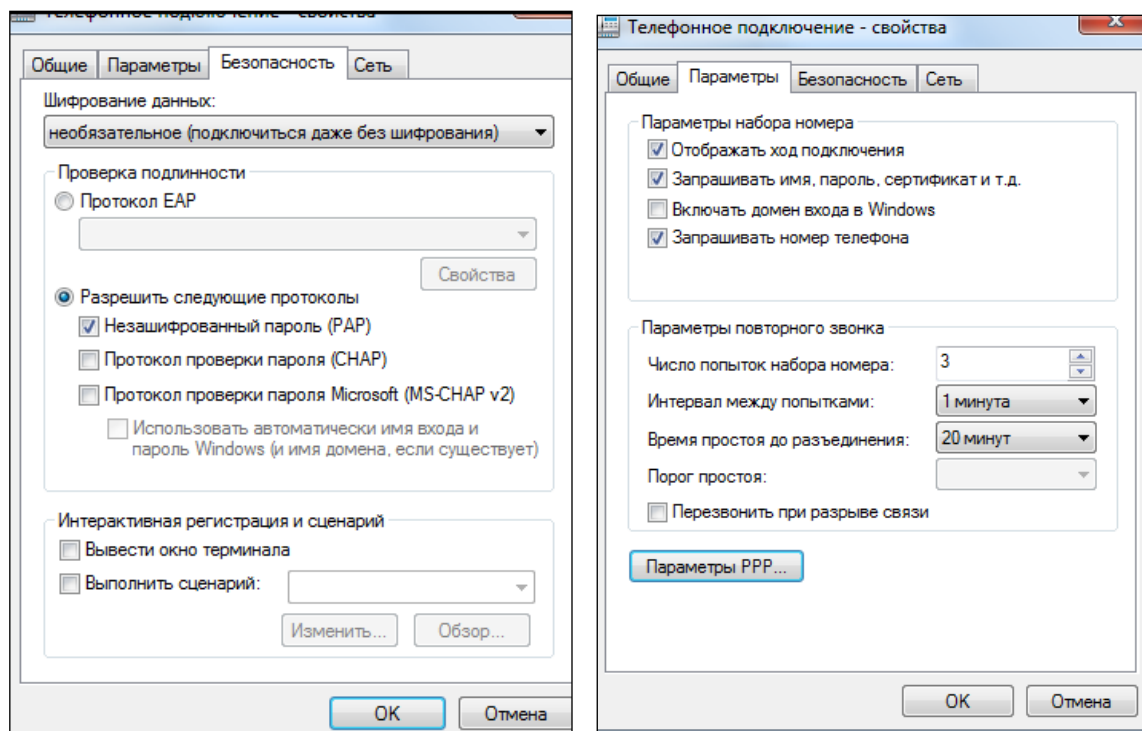 Телефонное подключение - свойства
Общие Параметры Безопасность Сеть
Шифрование данных:
необязательное (подключиться даже без шифрования)
Проверка подлинности
Протокол EAP
Свойства
Разрешить следующие протоколы
Незашифрованный пароль (PAP)
Протокол проверки пароля (CHAP)
Протокол проверки пароля Microsoft (MS-CHAP v2)
Использовать автоматически имя входа и
пароль Windows (и имя домена, если существует)
Интерактивная регистрация и сценарий
Вывести окно терминала
Выполнить сценарий:
Изменить... Обзор...
OK Отмена
Телефонное подключение - свойства
Общие Параметры Безопасность Сеть
Параметры набора номера
Отображать ход подключения
Запрашивать имя, пароль, сертификат и т.д.
Включать домен входа в Windows
Запрашивать номер телефона
Параметры повторного звонка
Число попыток набора номера: 3
Интервал между попытками: 1 минута
Время простоя до разъединения: 20 минут
Порог простоя:
Перезвонить при разрыве связи
Параметры PPP...
OK Отмена